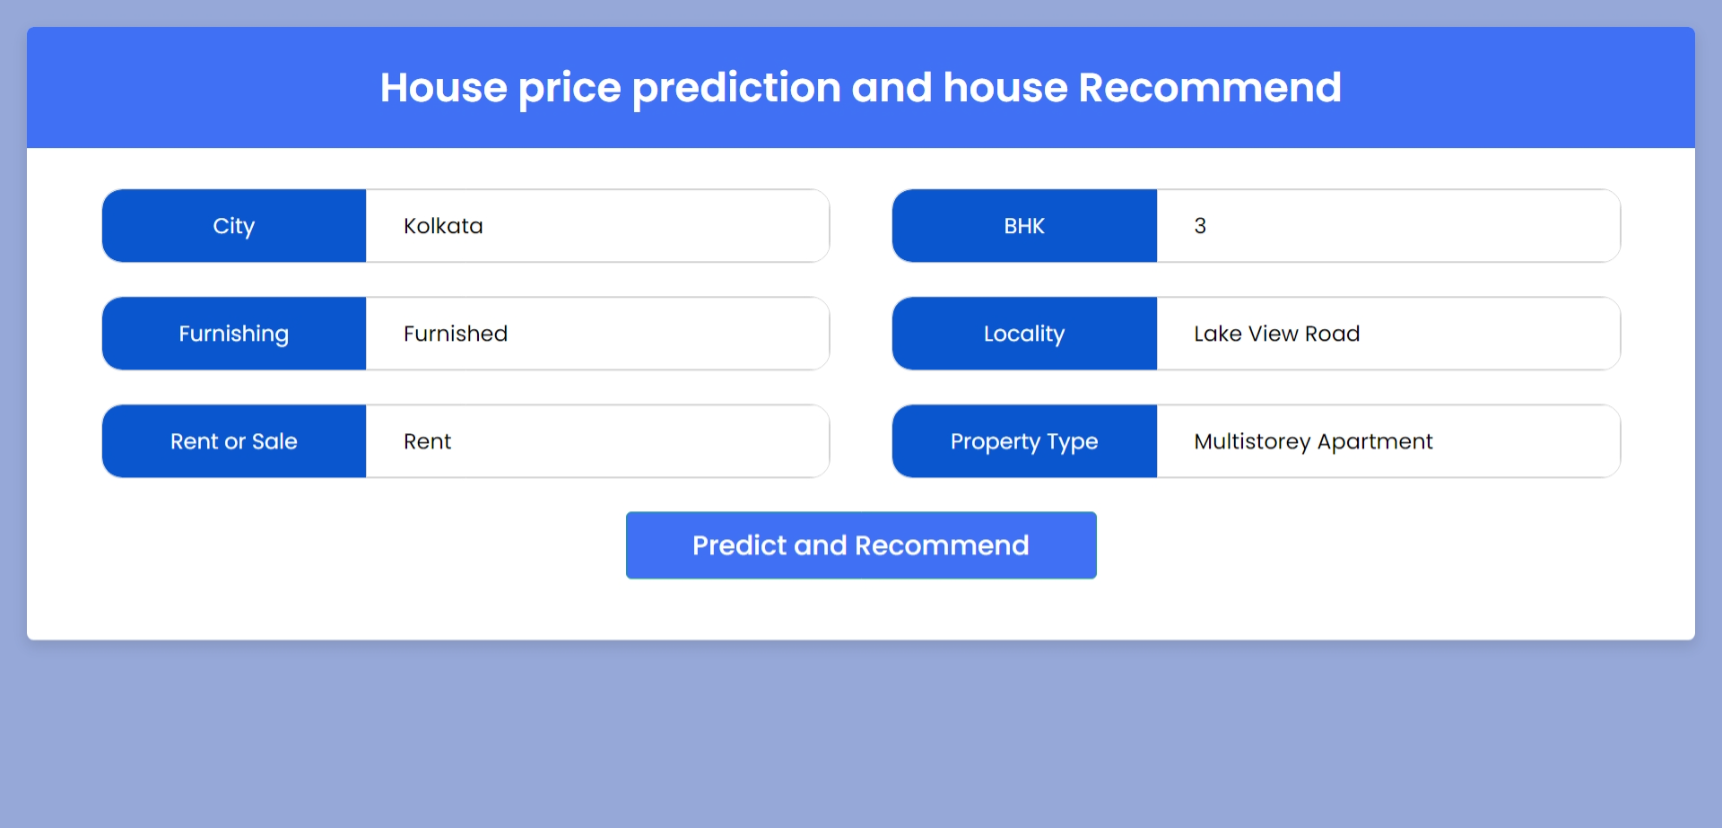 House price prediction and house Recommend
City Kolkata BHK 3
Furnishing Furnished Locality Lake View Road
Rent or Sale Rent Property Type Multistorey Apartment
Predict and Recommend